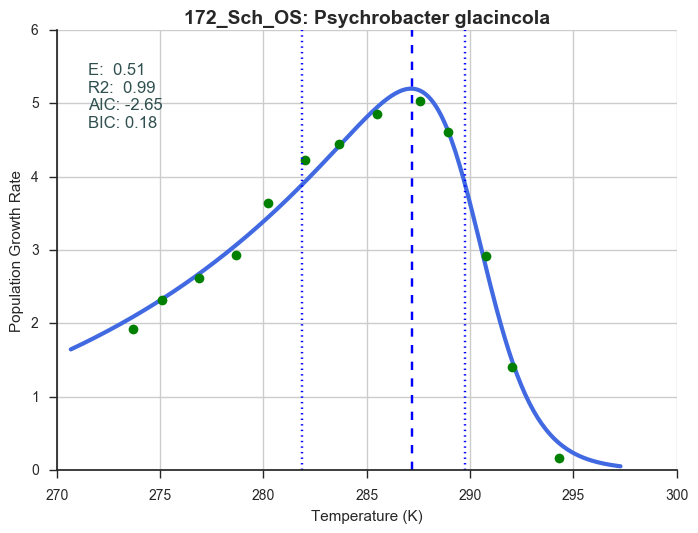 172_Sch_OS: Psychrobacter glacincola
E: 0.51
R2: 0.99
AIC: -2.65
BIC: 0.18
Population Growth Rate
6
5
4
3
2
1
0
270 275 280 285 290 295 300
Temperature (K)